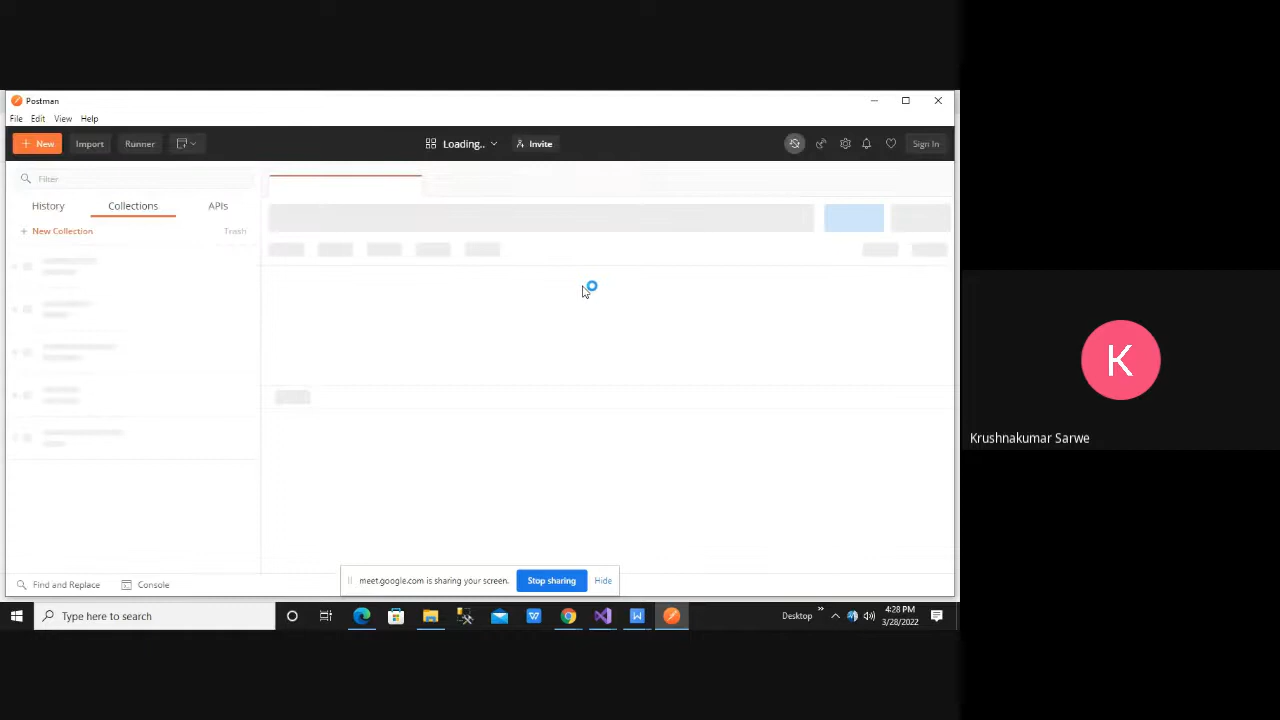 Postman
File Edit View Help
New Import Runner Loading.. Invite Sign In
Filter
History Collections APIs
+ New Collection Trash
K
Krushnakumar Sarwe
meet.google.com is sharing your screen. Stop sharing Hide
Find and Replace Console
Type here to search
Desktop
4:28 PM
3/28/2022